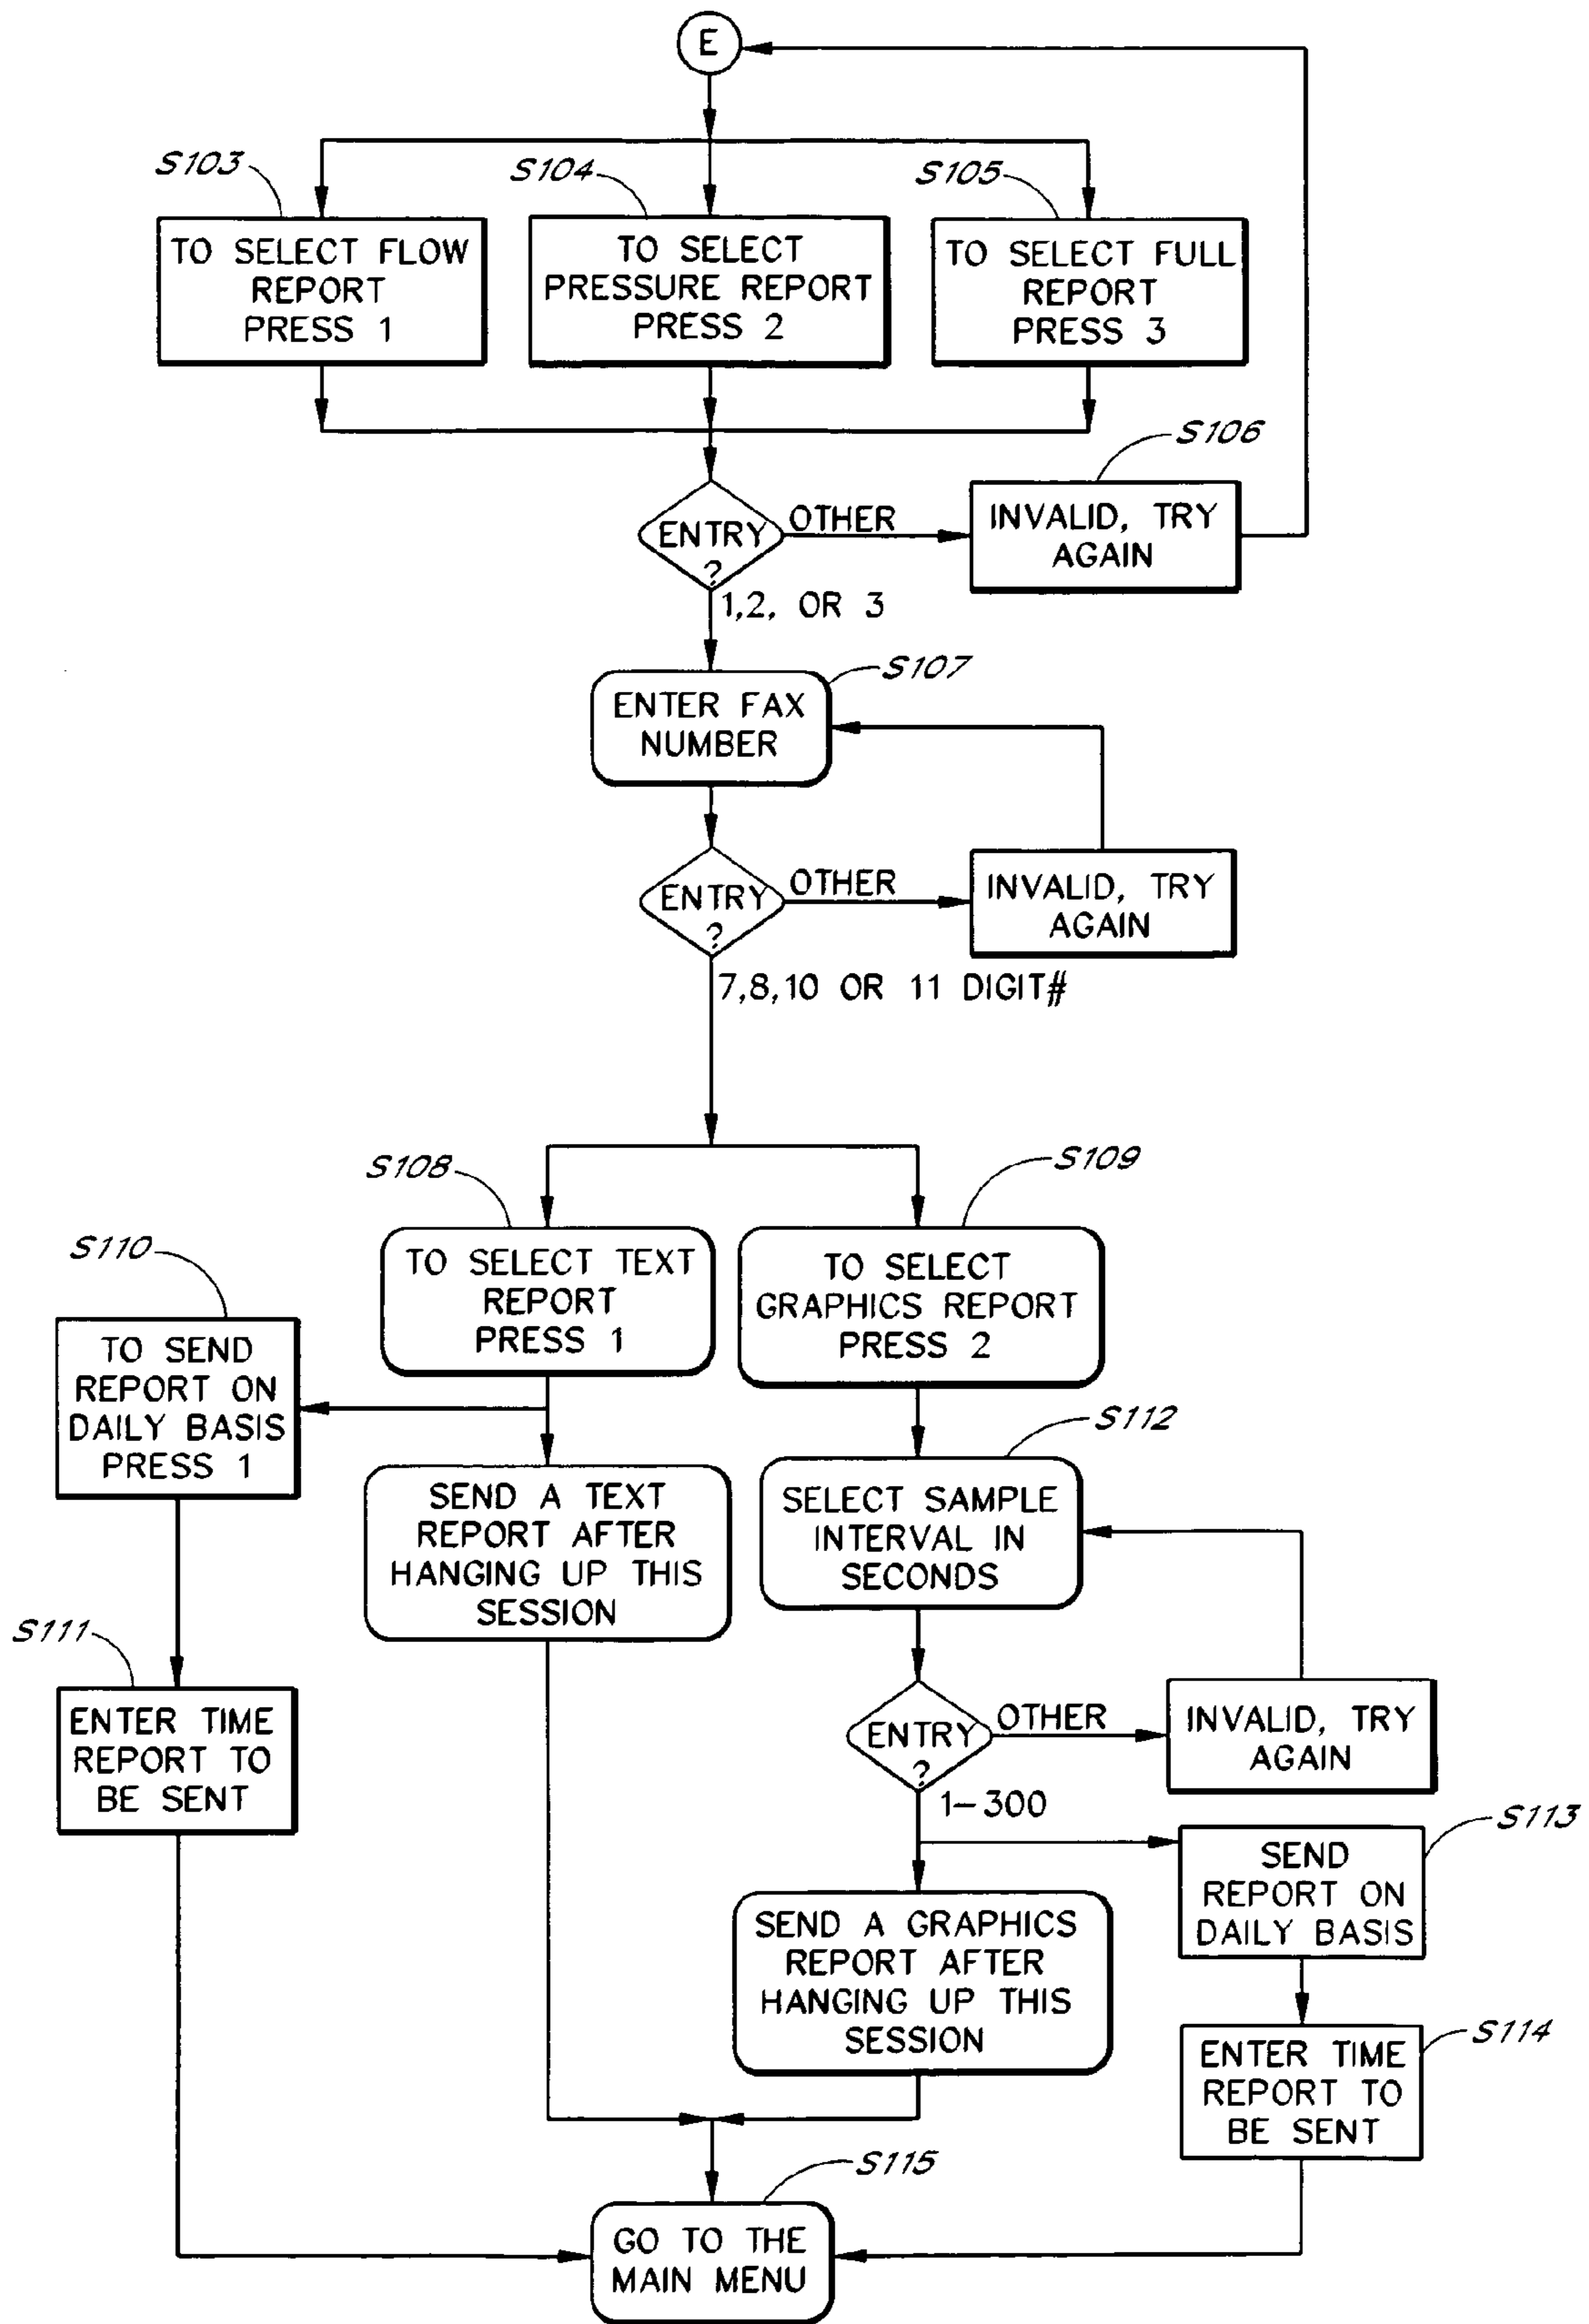 E
S103
S104
S105
TO SELECT FLOW
REPORT
PRESS 1
TO SELECT
PRESSURE REPORT
PRESS 2
TO SELECT FULL
REPORT
PRESS 3
S106
ENTRY
?
OTHER
INVALID, TRY
AGAIN
1,2, OR 3
S107
ENTER FAX
NUMBER
ENTRY
?
OTHER
INVALID, TRY
AGAIN
7,8,10 OR 11 DIGIT#
S108
S109
TO SELECT TEXT
REPORT
PRESS 1
TO SELECT
GRAPHICS REPORT
PRESS 2
S110
TO SEND
REPORT ON
DAILY BASIS
PRESS 1
SEND A TEXT
REPORT AFTER
HANGING UP THIS
SESSION
S112
SELECT SAMPLE
INTERVAL IN
SECONDS
S111
ENTER TIME
REPORT TO
BE SENT
ENTRY
?
OTHER
INVALID, TRY
AGAIN
1-300
S113
SEND
REPORT ON
DAILY BASIS
SEND A GRAPHICS
REPORT AFTER
HANGING UP THIS
SESSION
S114
ENTER TIME
REPORT TO
BE SENT
S115
GO TO THE
MAIN MENU